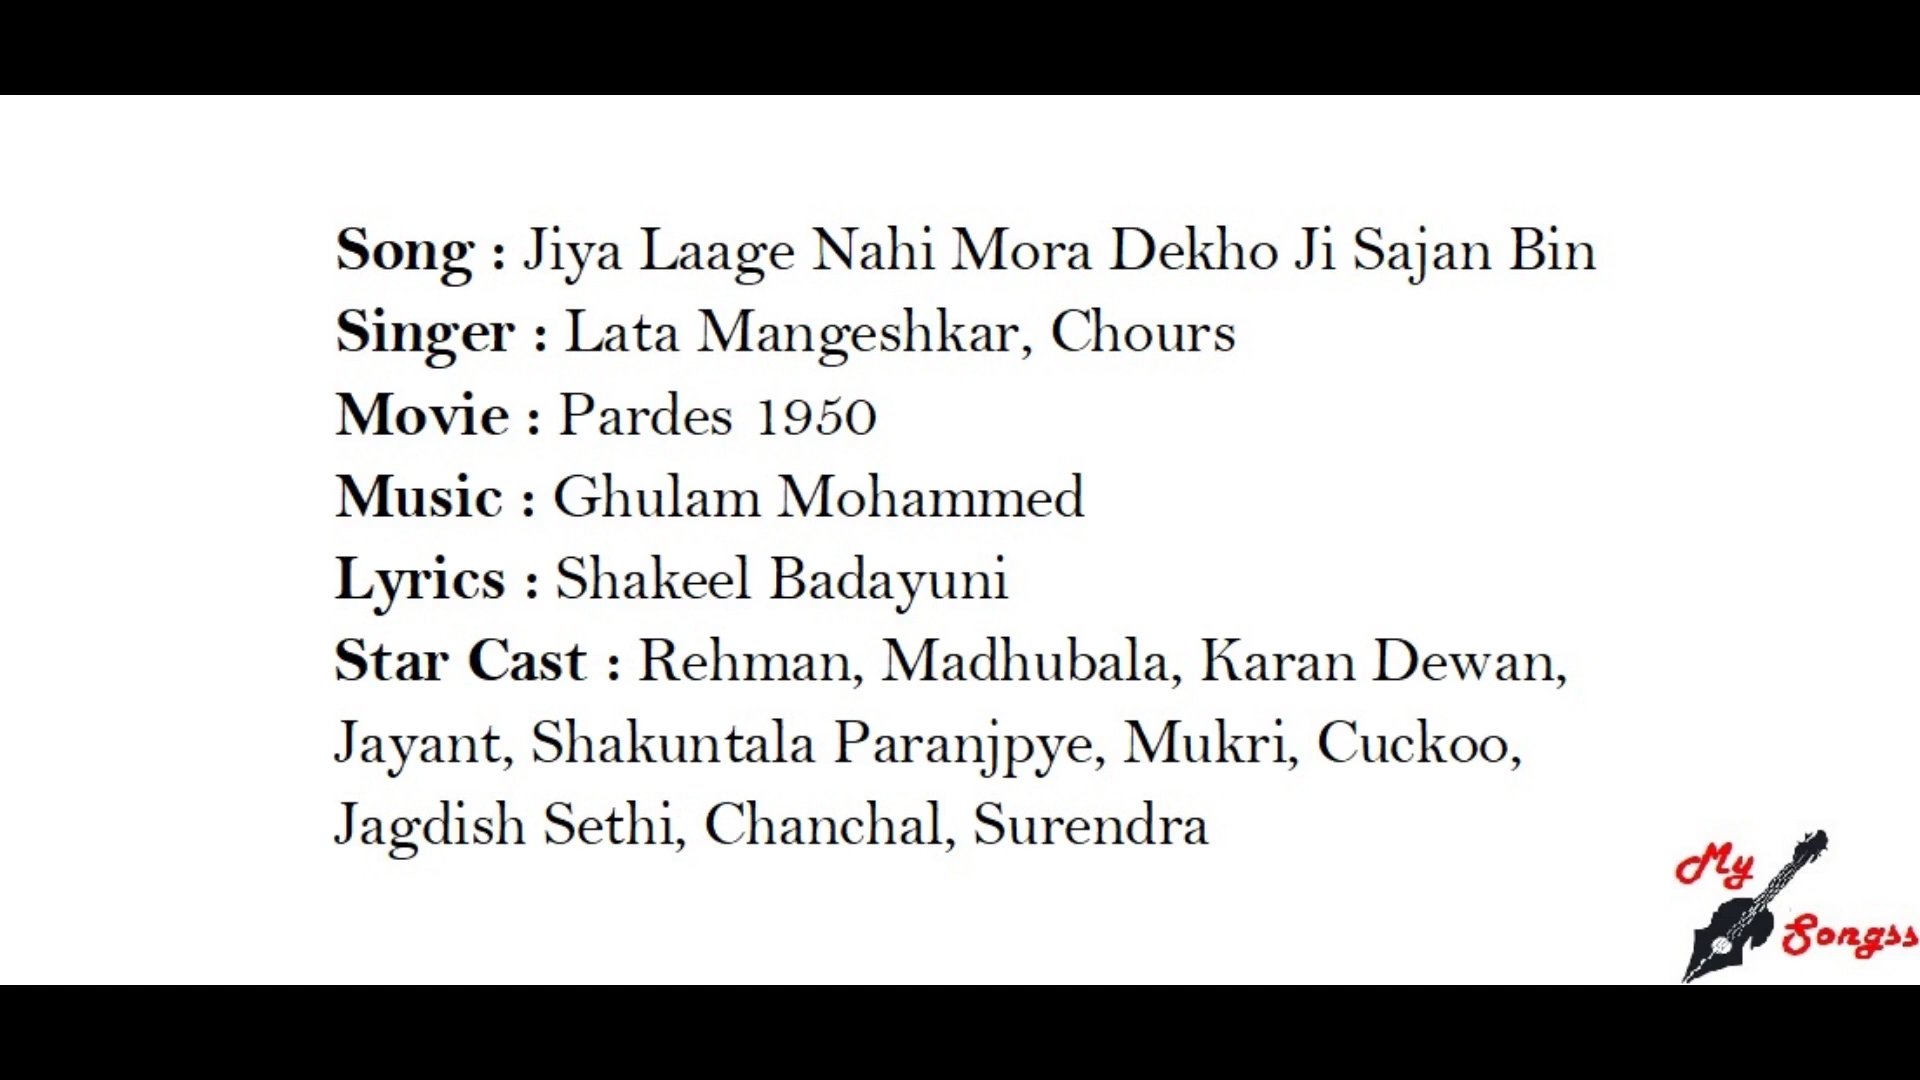 Song : Jiya Laage Nahi Mora Dekho Ji Sajan Bin
Singer : Lata Mangeshkar, Chours
Movie : Pardes 1950
Music : Ghulam Mohammed
Lyrics : Shakeel Badayuni
Star Cast : Rehman, Madhubala, Karan Dewan,
Jayant, Shakuntala Paranjpye, Mukri, Cuckoo,
Jagdish Sethi, Chanchal, Surendra
My
Songss